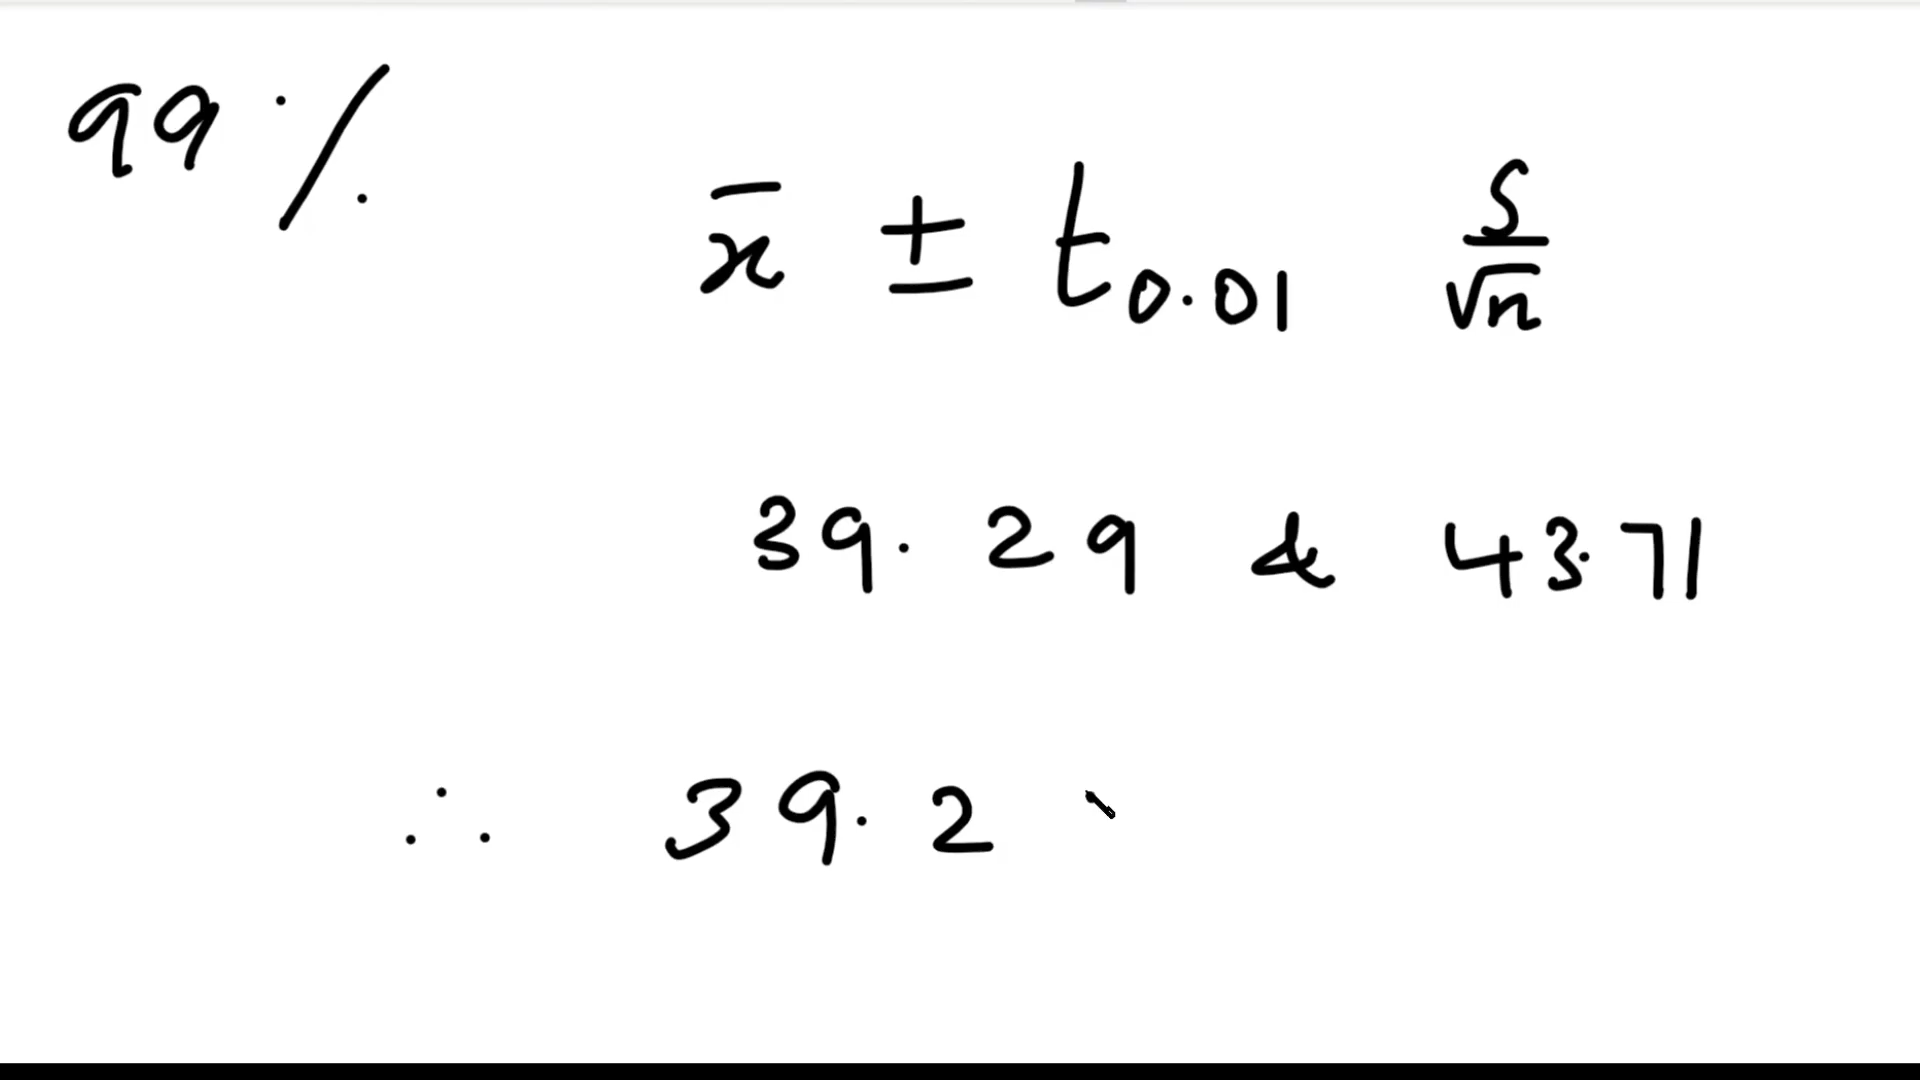 99 %
x̄ ± t0.01 s/√n
39.29 & 43.71
∴ 39.2